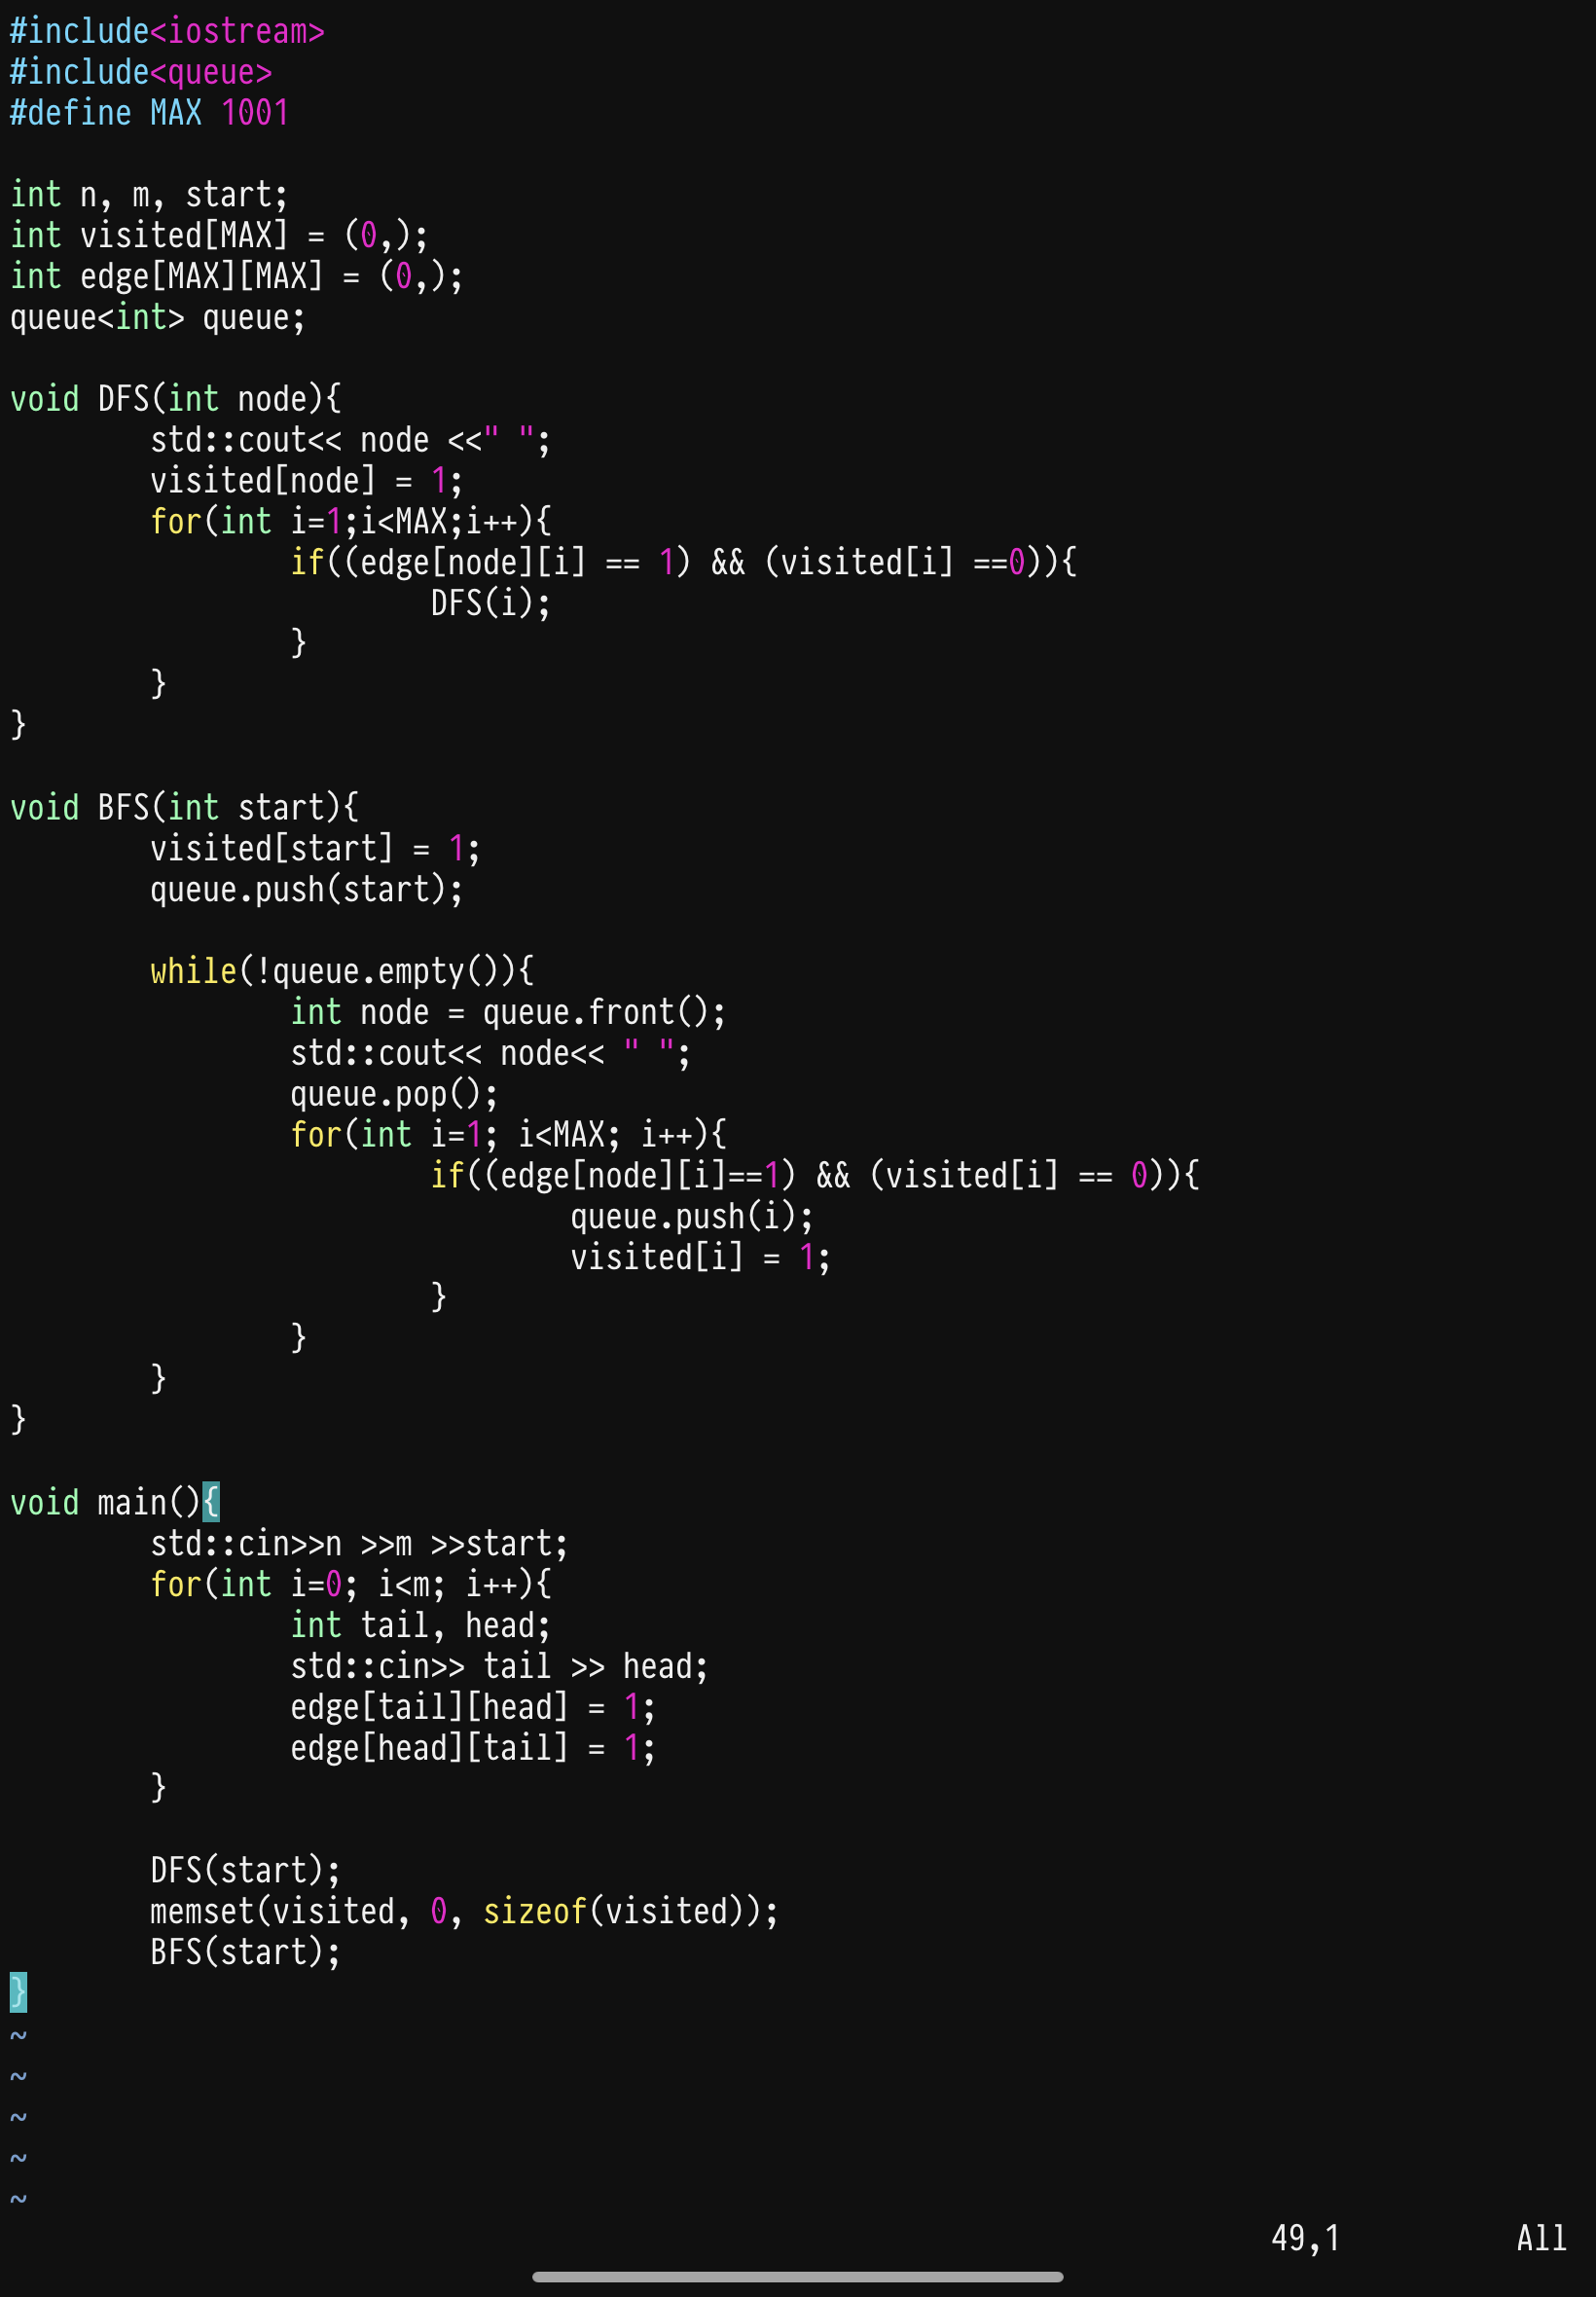 #include<iostream>
#include<queue>
#define MAX 1001

int n, m, start;
int visited[MAX] = (0,);
int edge[MAX][MAX] = (0,);
queue<int> queue;

void DFS(int node){
        std::cout<< node <<" ";
        visited[node] = 1;
        for(int i=1;i<MAX;i++){
                if((edge[node][i] == 1) && (visited[i] ==0)){
                        DFS(i);
                }
        }
}

void BFS(int start){
        visited[start] = 1;
        queue.push(start);

        while(!queue.empty()){
                int node = queue.front();
                std::cout<< node<< " ";
                queue.pop();
                for(int i=1; i<MAX; i++){
                        if((edge[node][i]==1) && (visited[i] == 0)){
                                queue.push(i);
                                visited[i] = 1;
                        }
                }
        }
}

void main(){
        std::cin>>n >>m >>start;
        for(int i=0; i<m; i++){
                int tail, head;
                std::cin>> tail >> head;
                edge[tail][head] = 1;
                edge[head][tail] = 1;
        }

        DFS(start);
        memset(visited, 0, sizeof(visited));
        BFS(start);
}
~
~
~
~
~
49,1 All